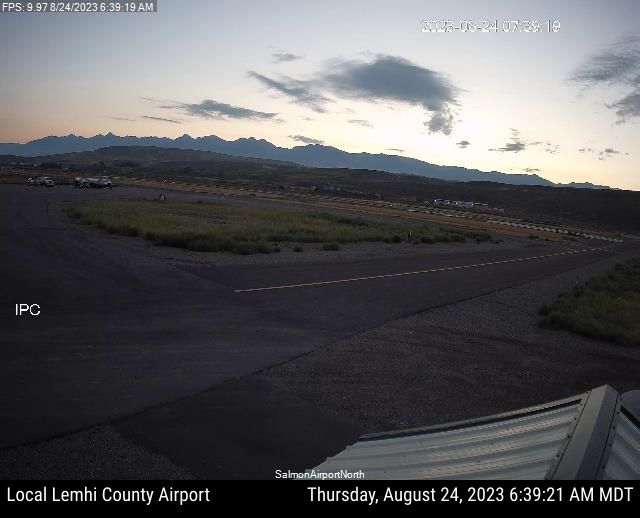 FPS: 9.97 8/24/2023 6:39:19 AM
2023-08-24 07:39:19
IPC
SalmonAirportNorth
Local Lemhi County Airport
Thursday, August 24, 2023 6:39:21 AM MDT